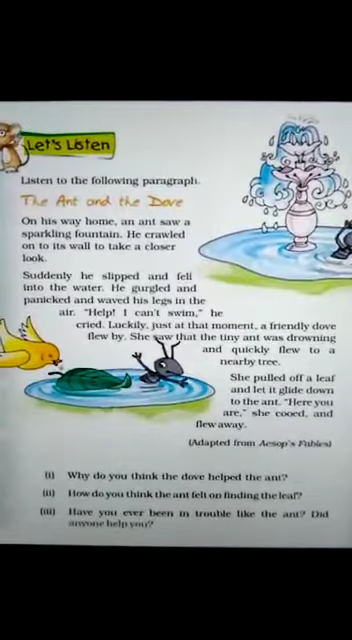 Let's Listen
Listen to the following paragraph.
The Ant and the Dove
On his way home, an ant saw a
sparkling fountain. He crawled
on to its wall to take a closer
look.
Suddenly he slipped and fell
into the water. He gurgled and
panicked and waved his legs in the
air. "Help! I can't swim," he
cried. Luckily, just at that moment, a friendly dove
flew by. She saw that the tiny ant was drowning
and quickly flew to a
nearby tree.
She pulled off a leaf
and let it glide down
to the ant. "Here you
are," she cooed, and
flew away.
(Adapted from Aesop's Fables)
(i) Why do you think the dove helped the ant?
(ii) How do you think the ant felt on finding the leaf?
(iii) Have you ever been in trouble like the ant? Did
anyone help you?